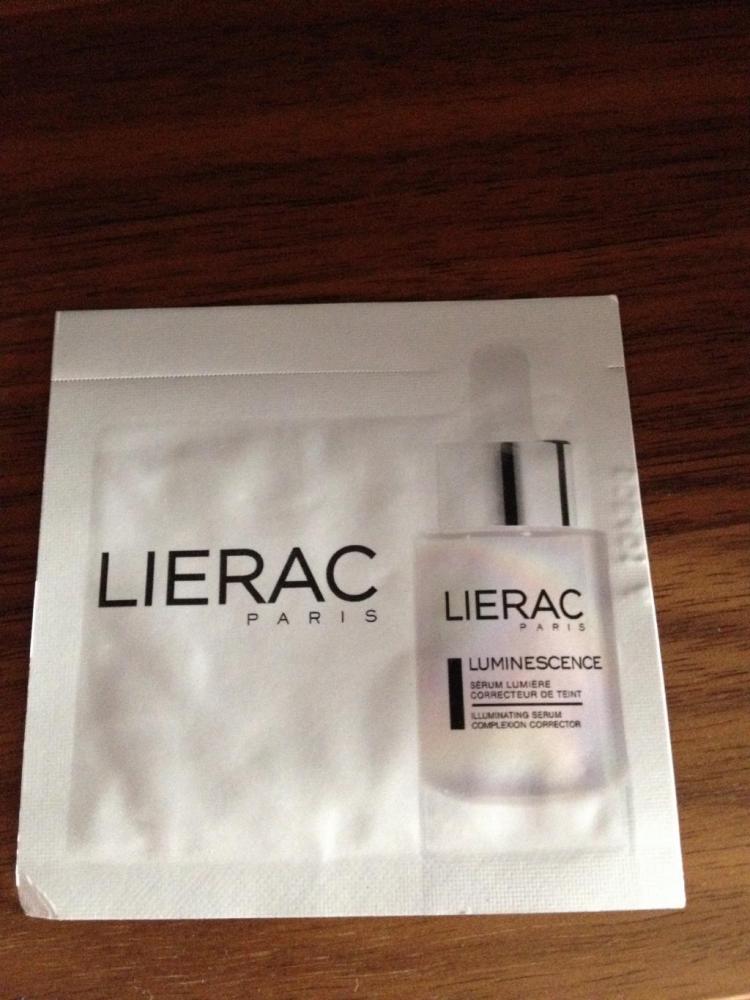 LIERAC
PARIS
LIERAC
PARIS
LUMINESCENCE
SÉRUM LUMIÈRE
CORRECTEUR DE TEINT
ILLUMINATING SERUM
COMPLEXION CORRECTOR